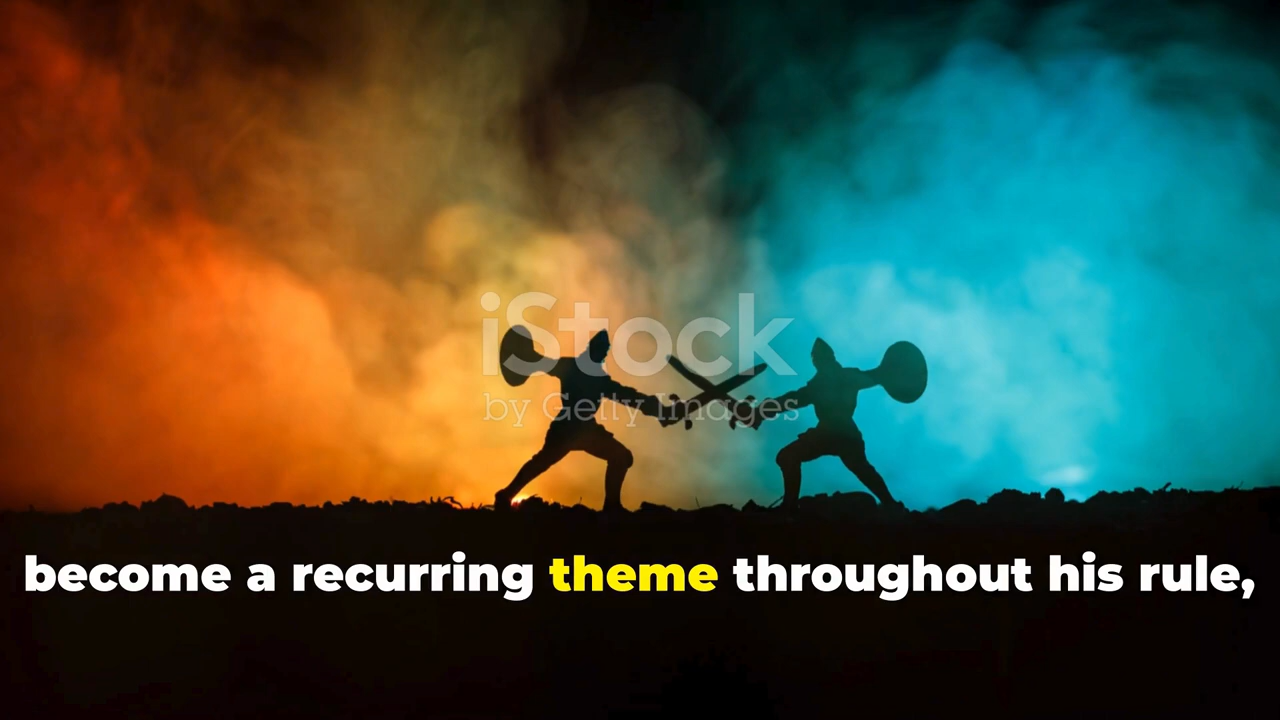 iStock
by Getty Images
become a recurring theme throughout his rule,